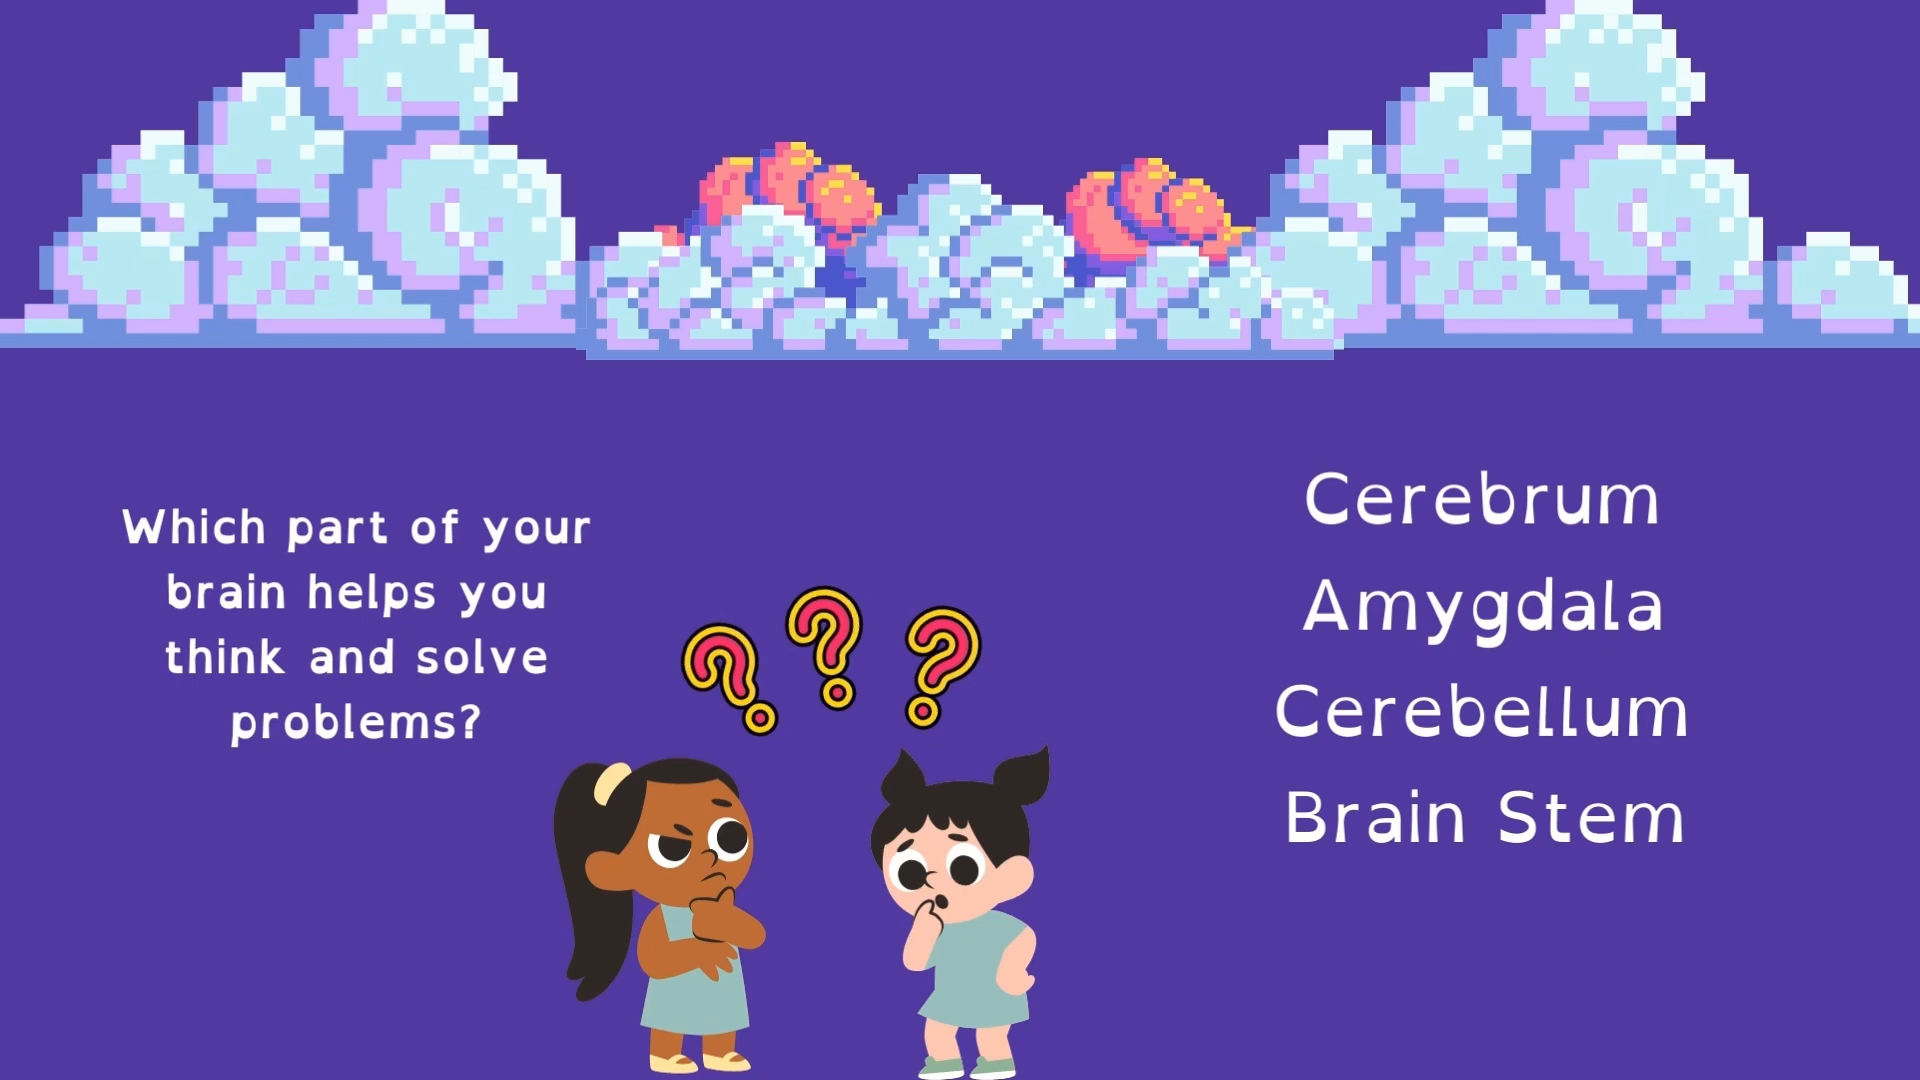 Which part of your
brain helps you
think and solve
problems?
Cerebrum
Amygdala
Cerebellum
Brain Stem